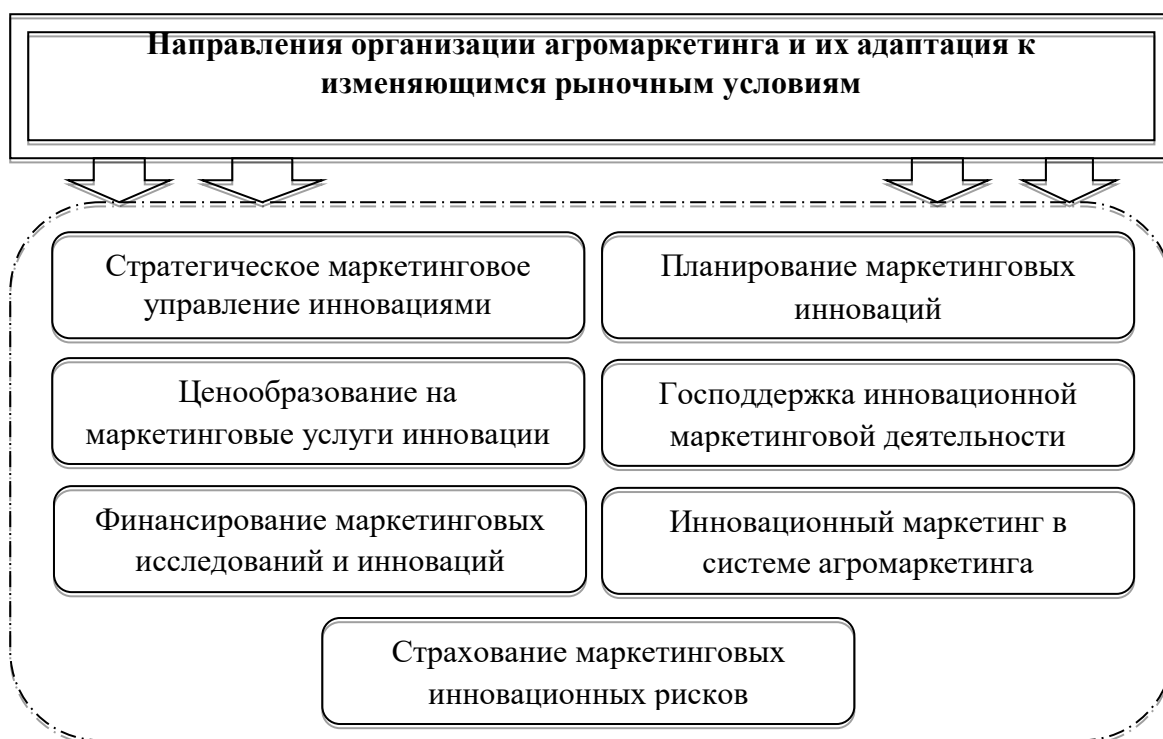 Направления организации агромаркетинга и их адаптация к
изменяющимся рыночным условиям
Стратегическое маркетинговое
управление инновациями
Планирование маркетинговых
инноваций
Ценообразование на
маркетинговые услуги инновации
Господдержка инновационной
маркетинговой деятельности
Финансирование маркетинговых
исследований и инноваций
Инновационный маркетинг в
системе агромаркетинга
Страхование маркетинговых
инновационных рисков